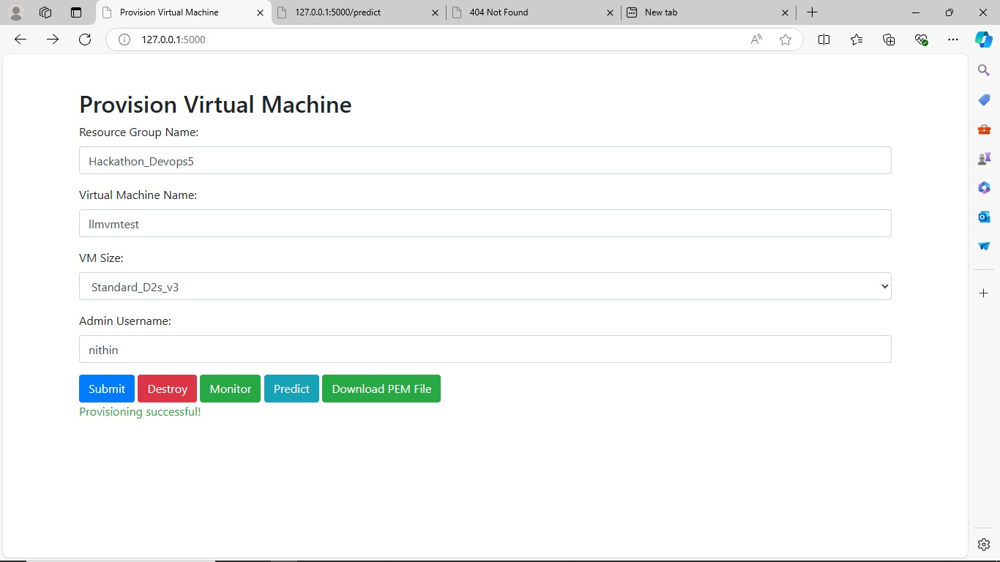 Provision Virtual Machine
127.0.0.1:5000/predict
404 Not Found
New tab
127.0.0.1:5000
Provision Virtual Machine
Resource Group Name:
Hackathon_Devops5
Virtual Machine Name:
llmvmtest
VM Size:
Standard_D2s_v3
Admin Username:
nithin
Submit Destroy Monitor Predict Download PEM File
Provisioning successful!